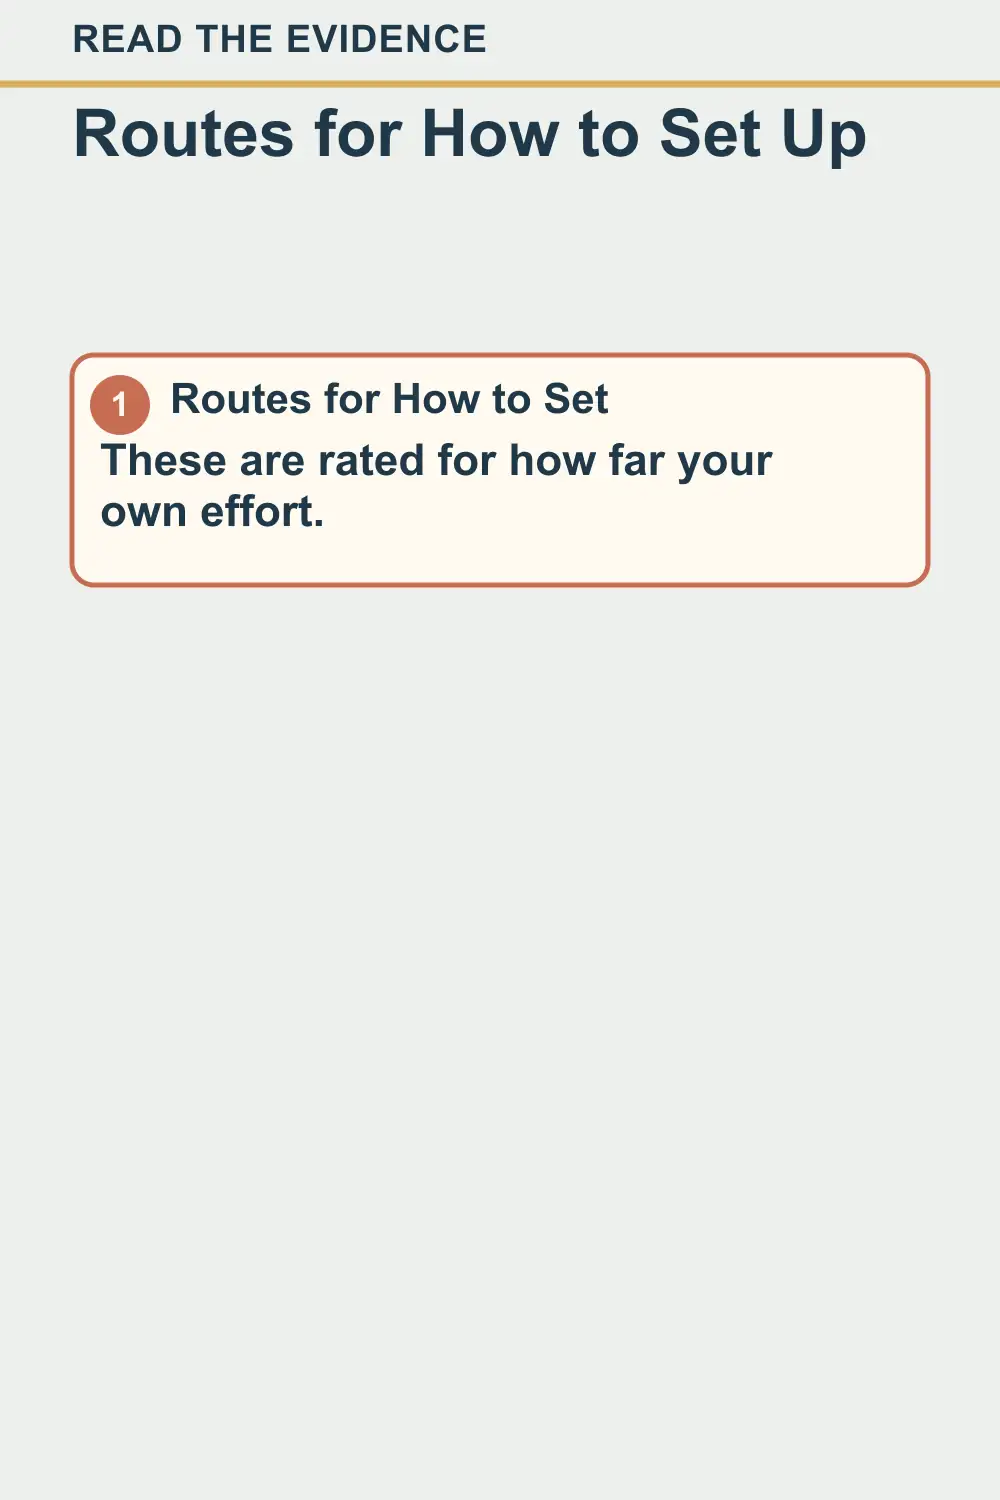 READ THE EVIDENCE
Routes for How to Set Up
1 Routes for How to Set
These are rated for how far your
own effort.